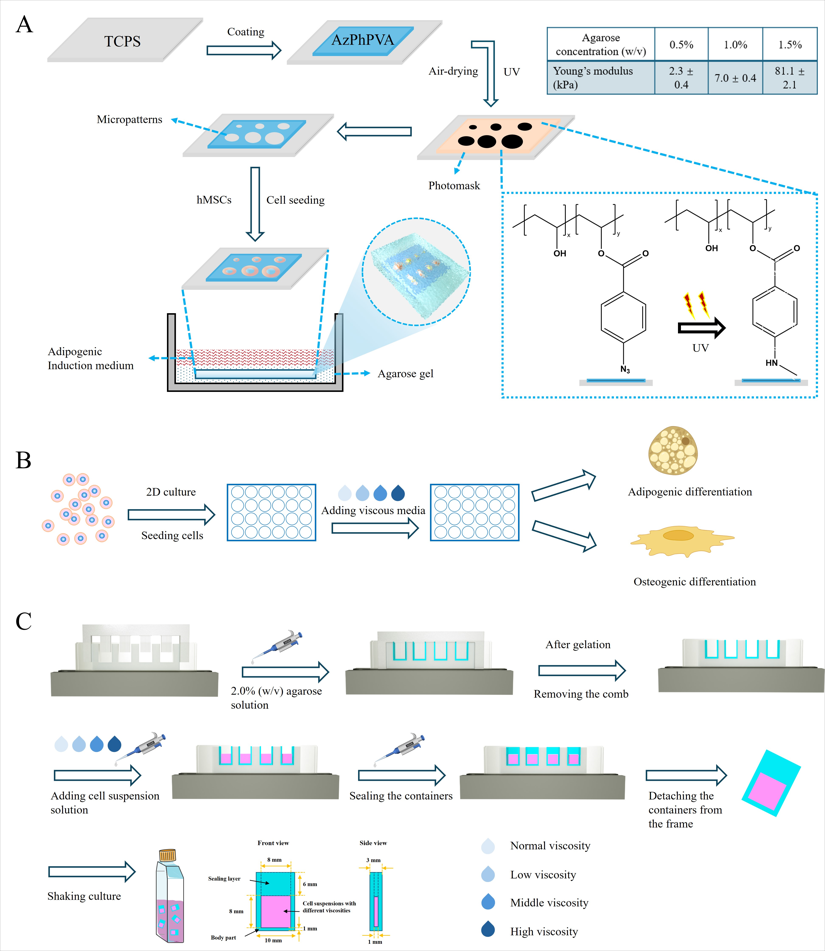 A
TCPS
Coating
AzPhPVA
Air-drying
UV
Agarose concentration (w/v) 0.5% 1.0% 1.5%
Young's modulus (kPa) 2.3 ± 0.4 7.0 ± 0.4 81.1 ± 2.1
Micropatterns
Photomask
hMSCs
Cell seeding
Adipogenic
Induction medium
Agarose gel
x
y
OH
O
O
N3
UV
x
y
OH
O
O
HN
B
2D culture
Seeding cells
Adding viscous media
Adipogenic differentiation
Osteogenic differentiation
C
2.0% (w/v) agarose
solution
After gelation
Removing the comb
Adding cell suspension
solution
Sealing the containers
Detaching the
containers from
the frame
Shaking culture
Front view
8 mm
Sealing layer
6 mm
8 mm
Cell suspensions with
different viscosities
Body part
1 mm
10 mm
Side view
3 mm
1 mm
Normal viscosity
Low viscosity
Middle viscosity
High viscosity